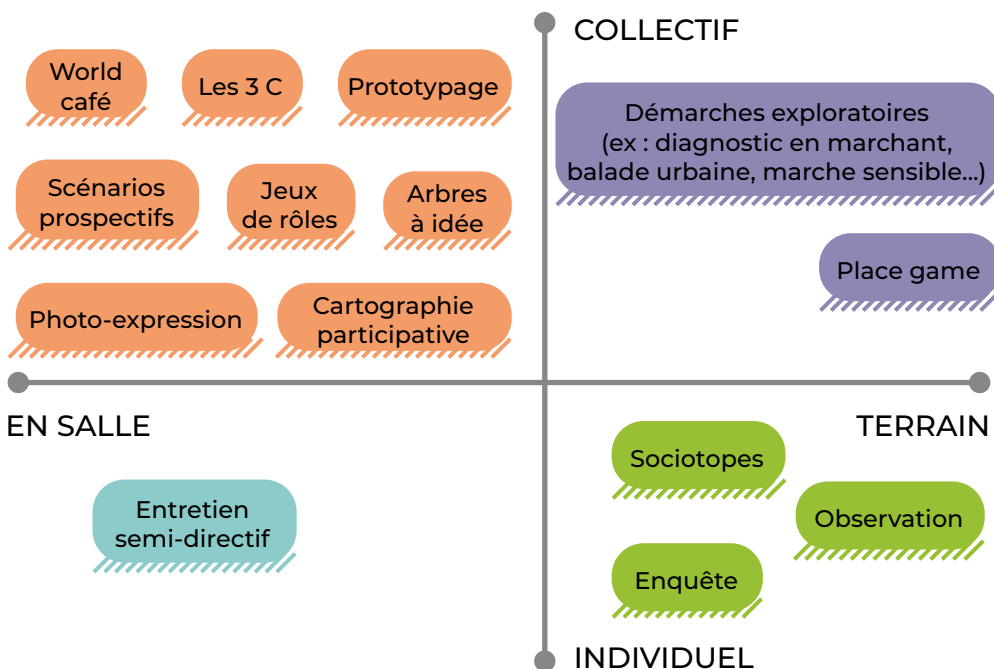 COLLECTIF
World
café
Les 3 C
Prototypage
Démarches exploratoires
(ex : diagnostic en marchant,
balade urbaine, marche sensible...)
Scénarios
prospectifs
Jeux
de rôles
Arbres
à idée
Place game
Photo-expression
Cartographie
participative
EN SALLE
TERRAIN
Sociotopes
Entretien
semi-directif
Observation
Enquête
INDIVIDUEL